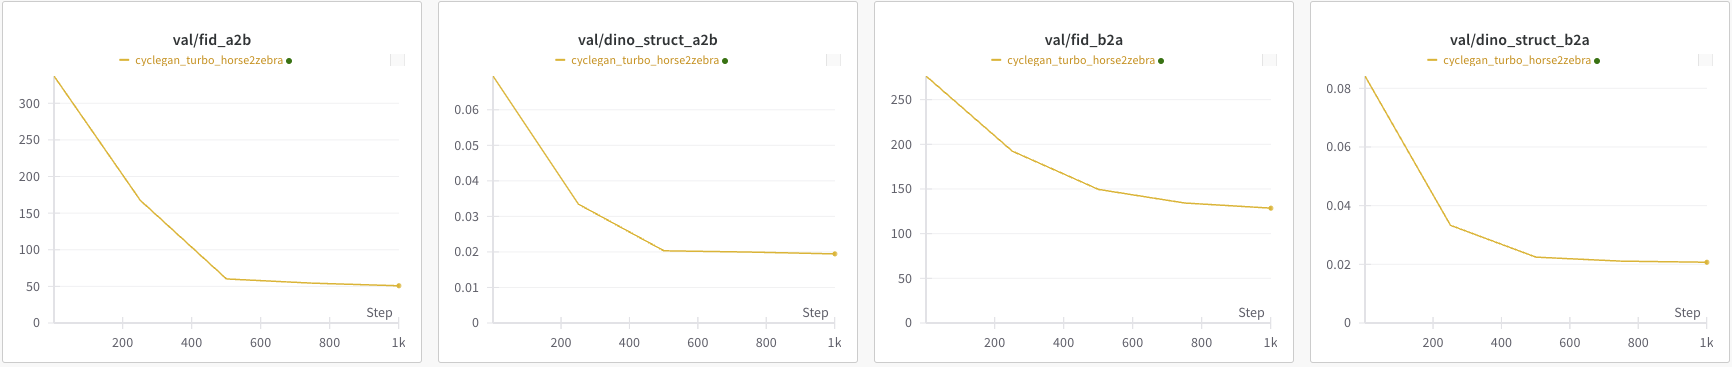 val/fid_a2b
cyclegan_turbo_horse2zebra
300
250
200
150
100
50
0
Step
200 400 600 800 1k
val/dino_struct_a2b
cyclegan_turbo_horse2zebra
0.06
0.05
0.04
0.03
0.02
0.01
0
Step
200 400 600 800 1k
val/fid_b2a
cyclegan_turbo_horse2zebra
250
200
150
100
50
0
Step
200 400 600 800 1k
val/dino_struct_b2a
cyclegan_turbo_horse2zebra
0.08
0.06
0.04
0.02
0
Step
200 400 600 800 1k